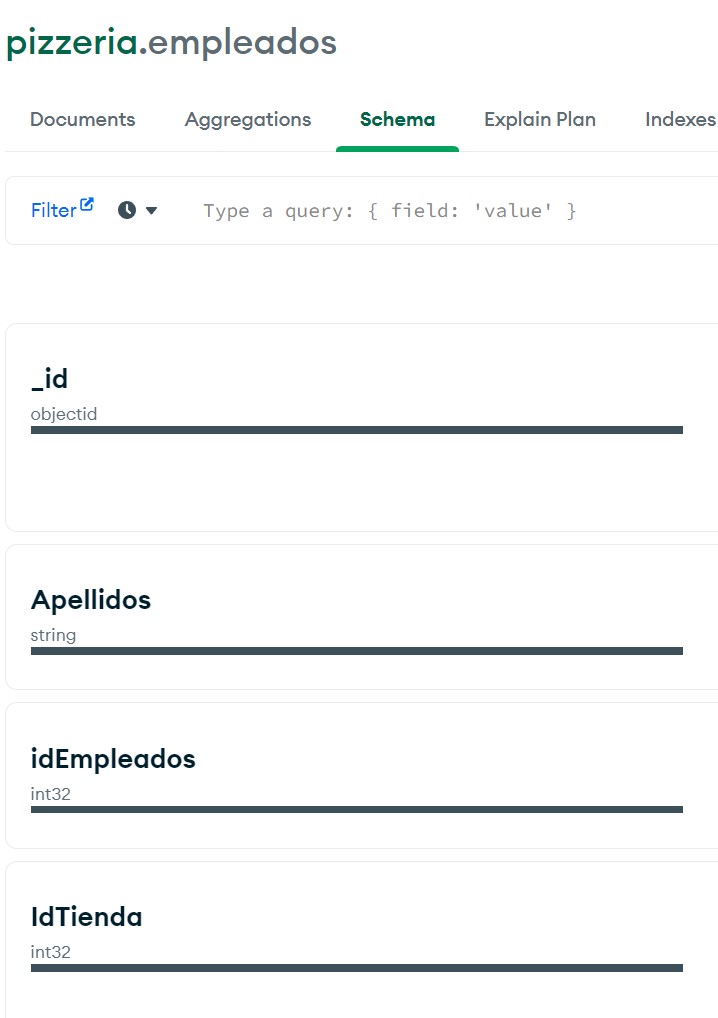 pizzeria.empleados
Documents Aggregations Schema Explain Plan Indexes
Filter Type a query: { field: 'value' }
_id
objectid
Apellidos
string
idEmpleados
int32
IdTienda
int32